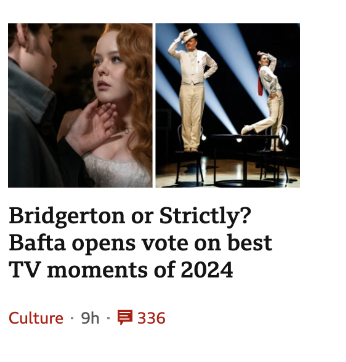 Bridgerton or Strictly?
Bafta opens vote on best
TV moments of 2024
Culture · 9h · 336